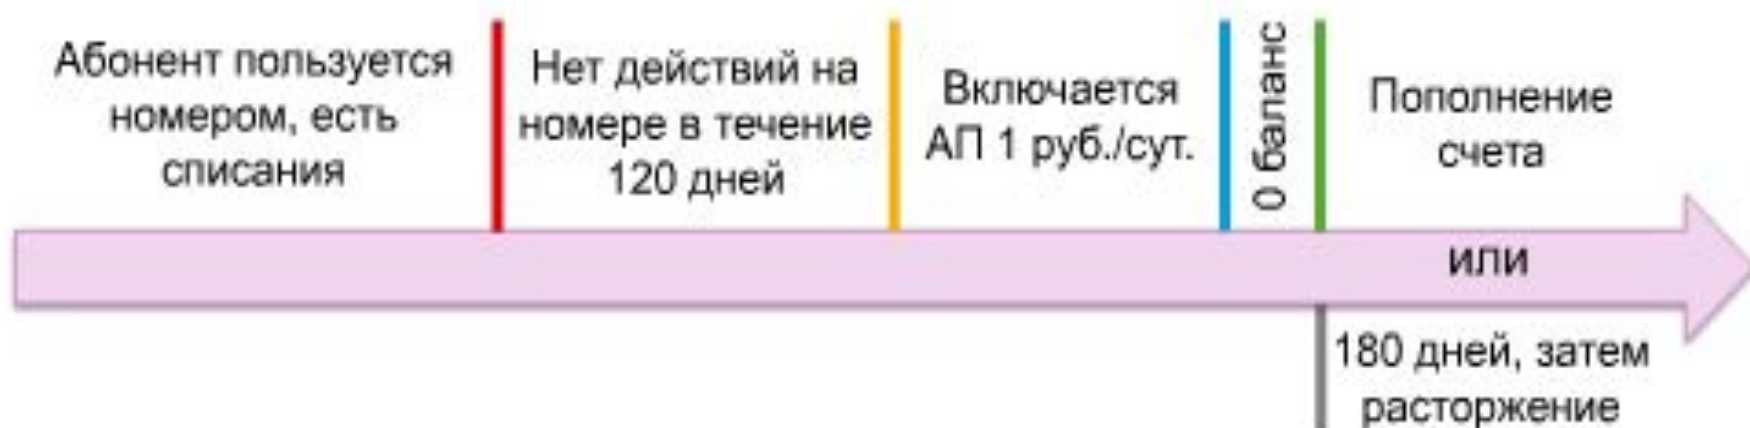 Абонент пользуется
номером, есть
списания
Нет действий на
номере в течение
120 дней
Включается
АП 1 руб./сут.
0 баланс
Пополнение
счета
или
180 дней, затем
расторжение